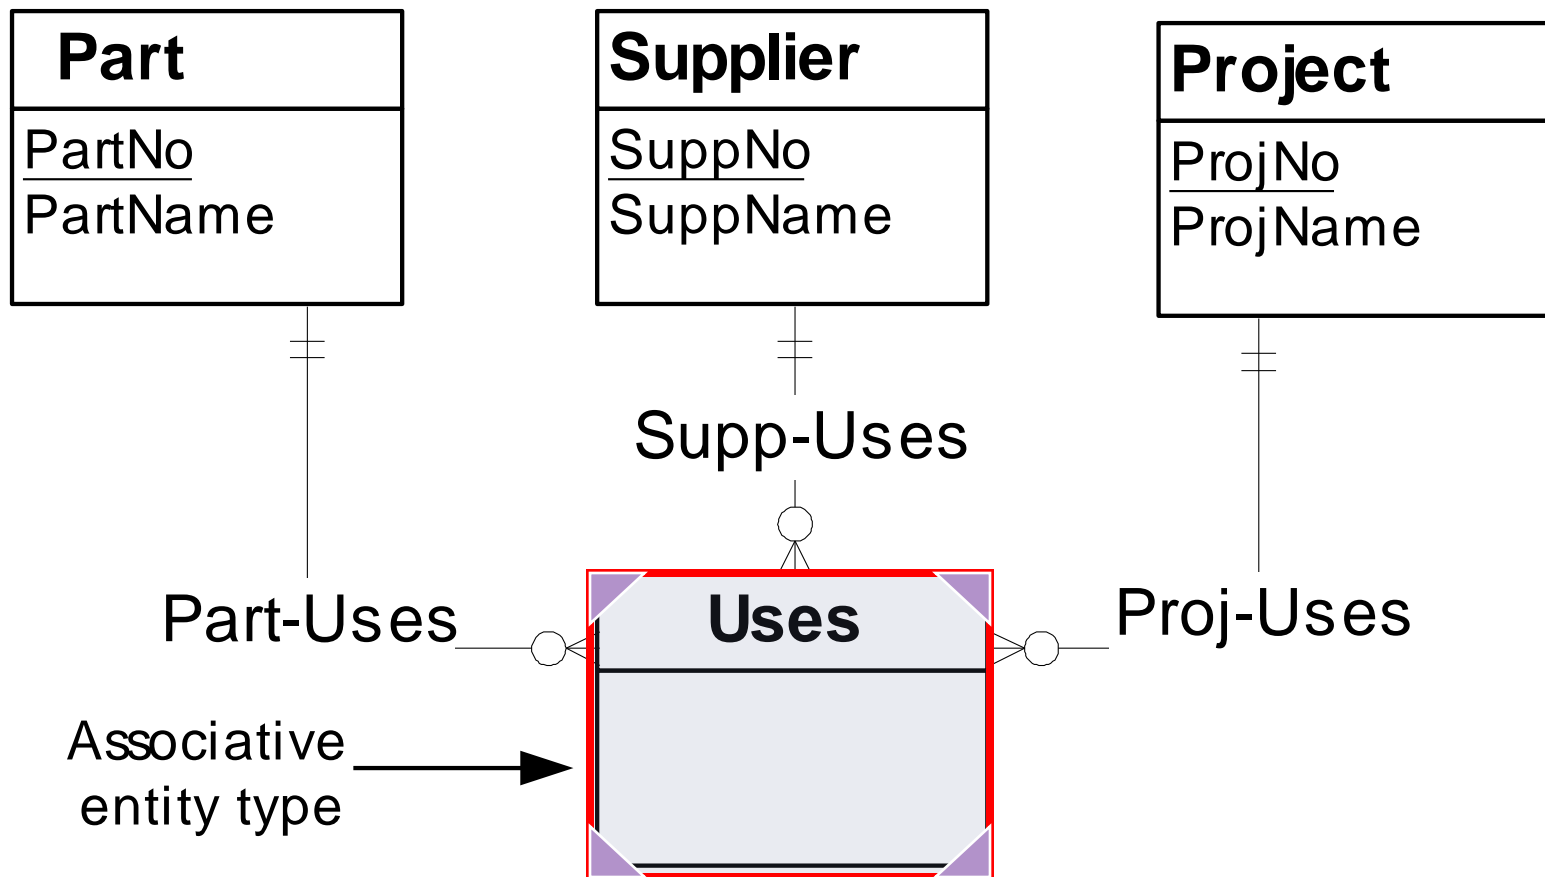 Part
PartNo
PartName
Supplier
SuppNo
SuppName
Project
ProjNo
ProjName
Supp-Uses
Part-Uses
Uses
Proj-Uses
Associative
entity type